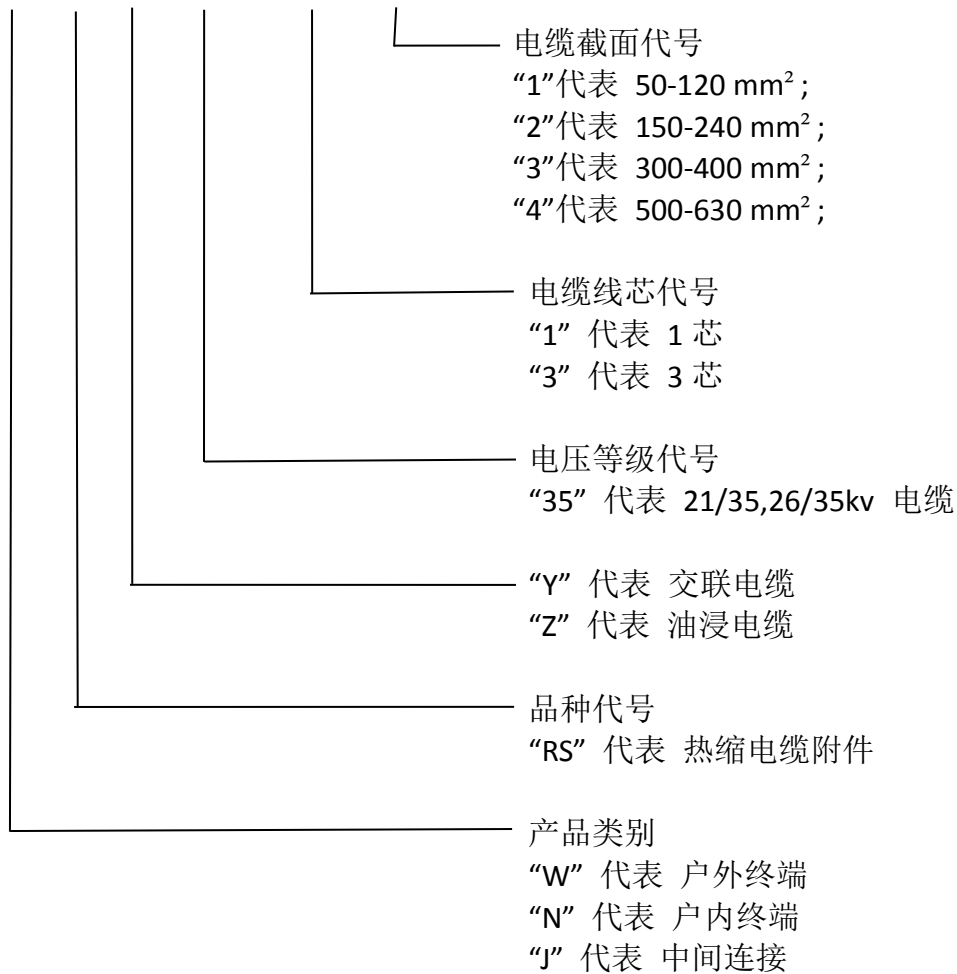 电缆截面代号
“1”代表 50-120 mm²；
“2”代表 150-240 mm²；
“3”代表 300-400 mm²；
“4”代表 500-630 mm²；
电缆线芯代号
“1” 代表 1 芯
“3” 代表 3 芯
电压等级代号
“35” 代表 21/35,26/35kv 电缆
“Y” 代表 交联电缆
“Z” 代表 油浸电缆
品种代号
“RS” 代表 热缩电缆附件
产品类别
“W” 代表 户外终端
“N” 代表 户内终端
“J” 代表 中间连接